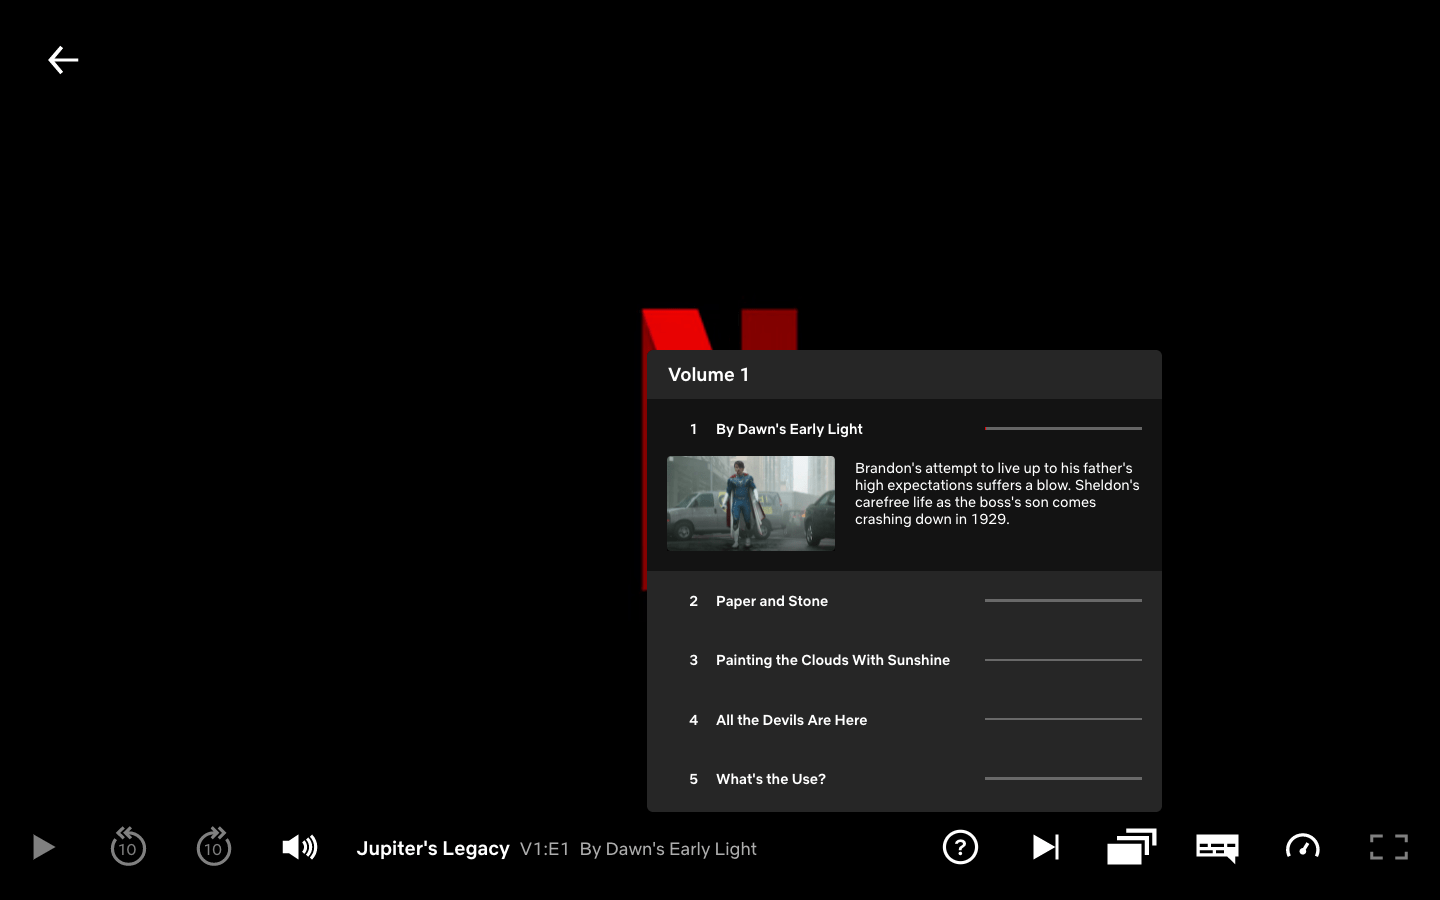 Volume 1
1 By Dawn's Early Light
Brandon's attempt to live up to his father's
high expectations suffers a blow. Sheldon's
carefree life as the boss's son comes
crashing down in 1929.
2 Paper and Stone
3 Painting the Clouds With Sunshine
4 All the Devils Are Here
5 What's the Use?
10 10 Jupiter's Legacy V1:E1 By Dawn's Early Light ?